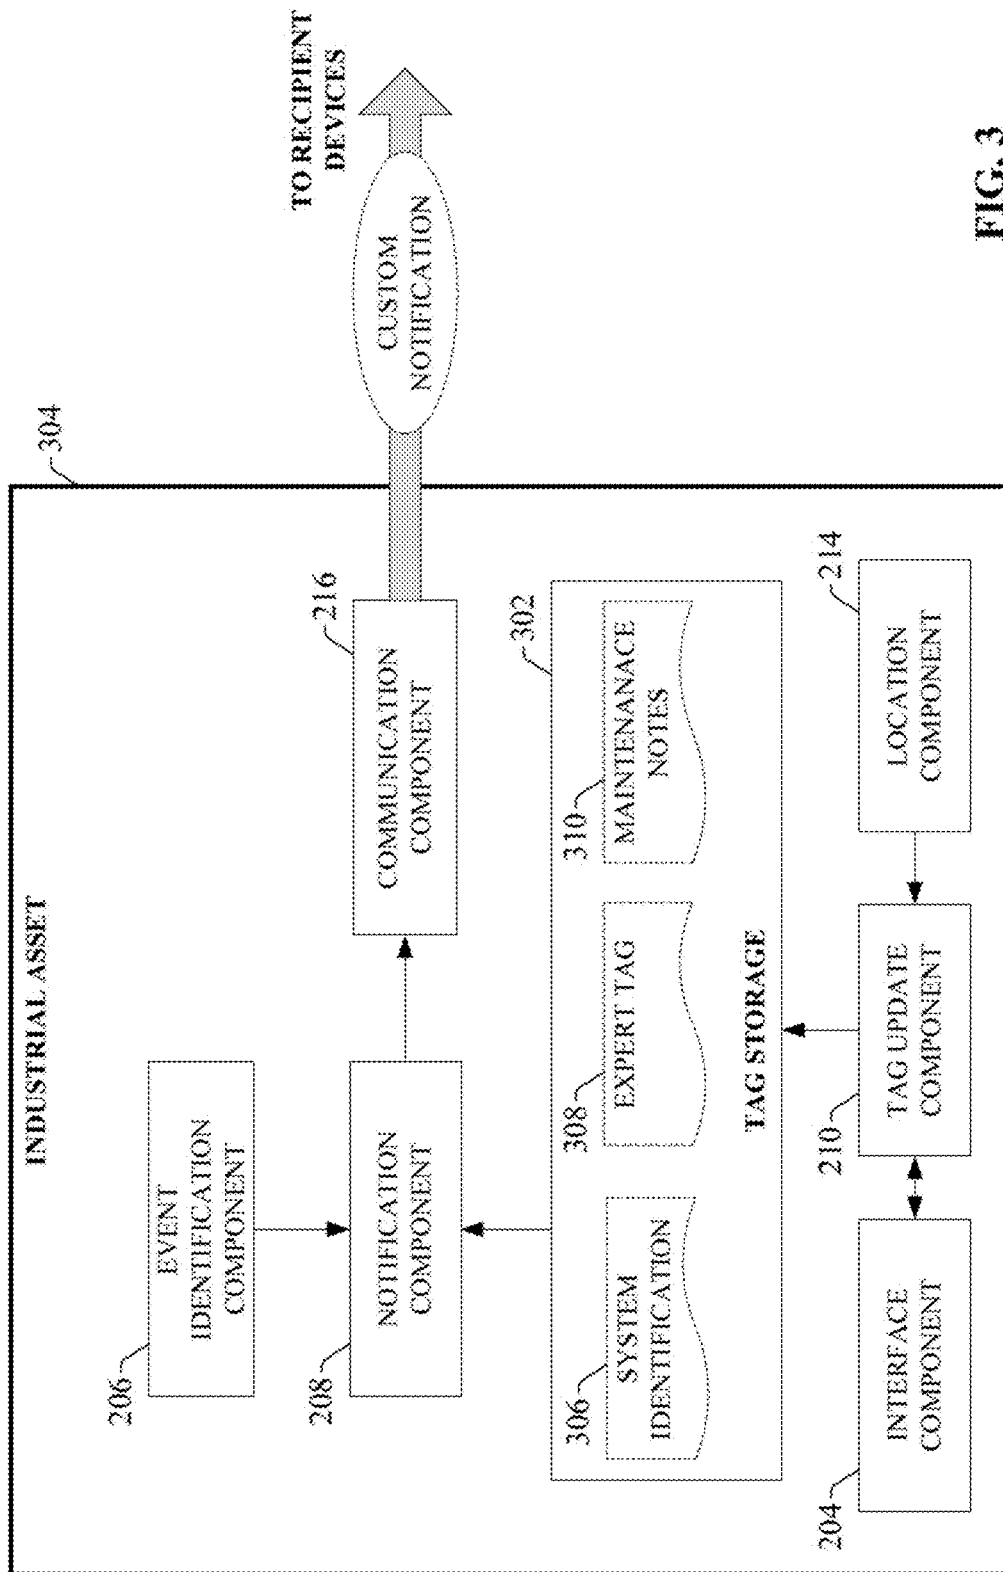 INDUSTRIAL ASSET
304
206
EVENT
IDENTIFICATION
COMPONENT
208
NOTIFICATION
COMPONENT
216
COMMUNICATION
COMPONENT
CUSTOM
NOTIFICATION
TO RECIPIENT
DEVICES
302
306
SYSTEM
IDENTIFICATION
308
EXPERT TAG
310
MAINTENANACE
NOTES
TAG STORAGE
204
INTERFACE
COMPONENT
210
TAG UPDATE
COMPONENT
214
LOCATION
COMPONENT
FIG. 3